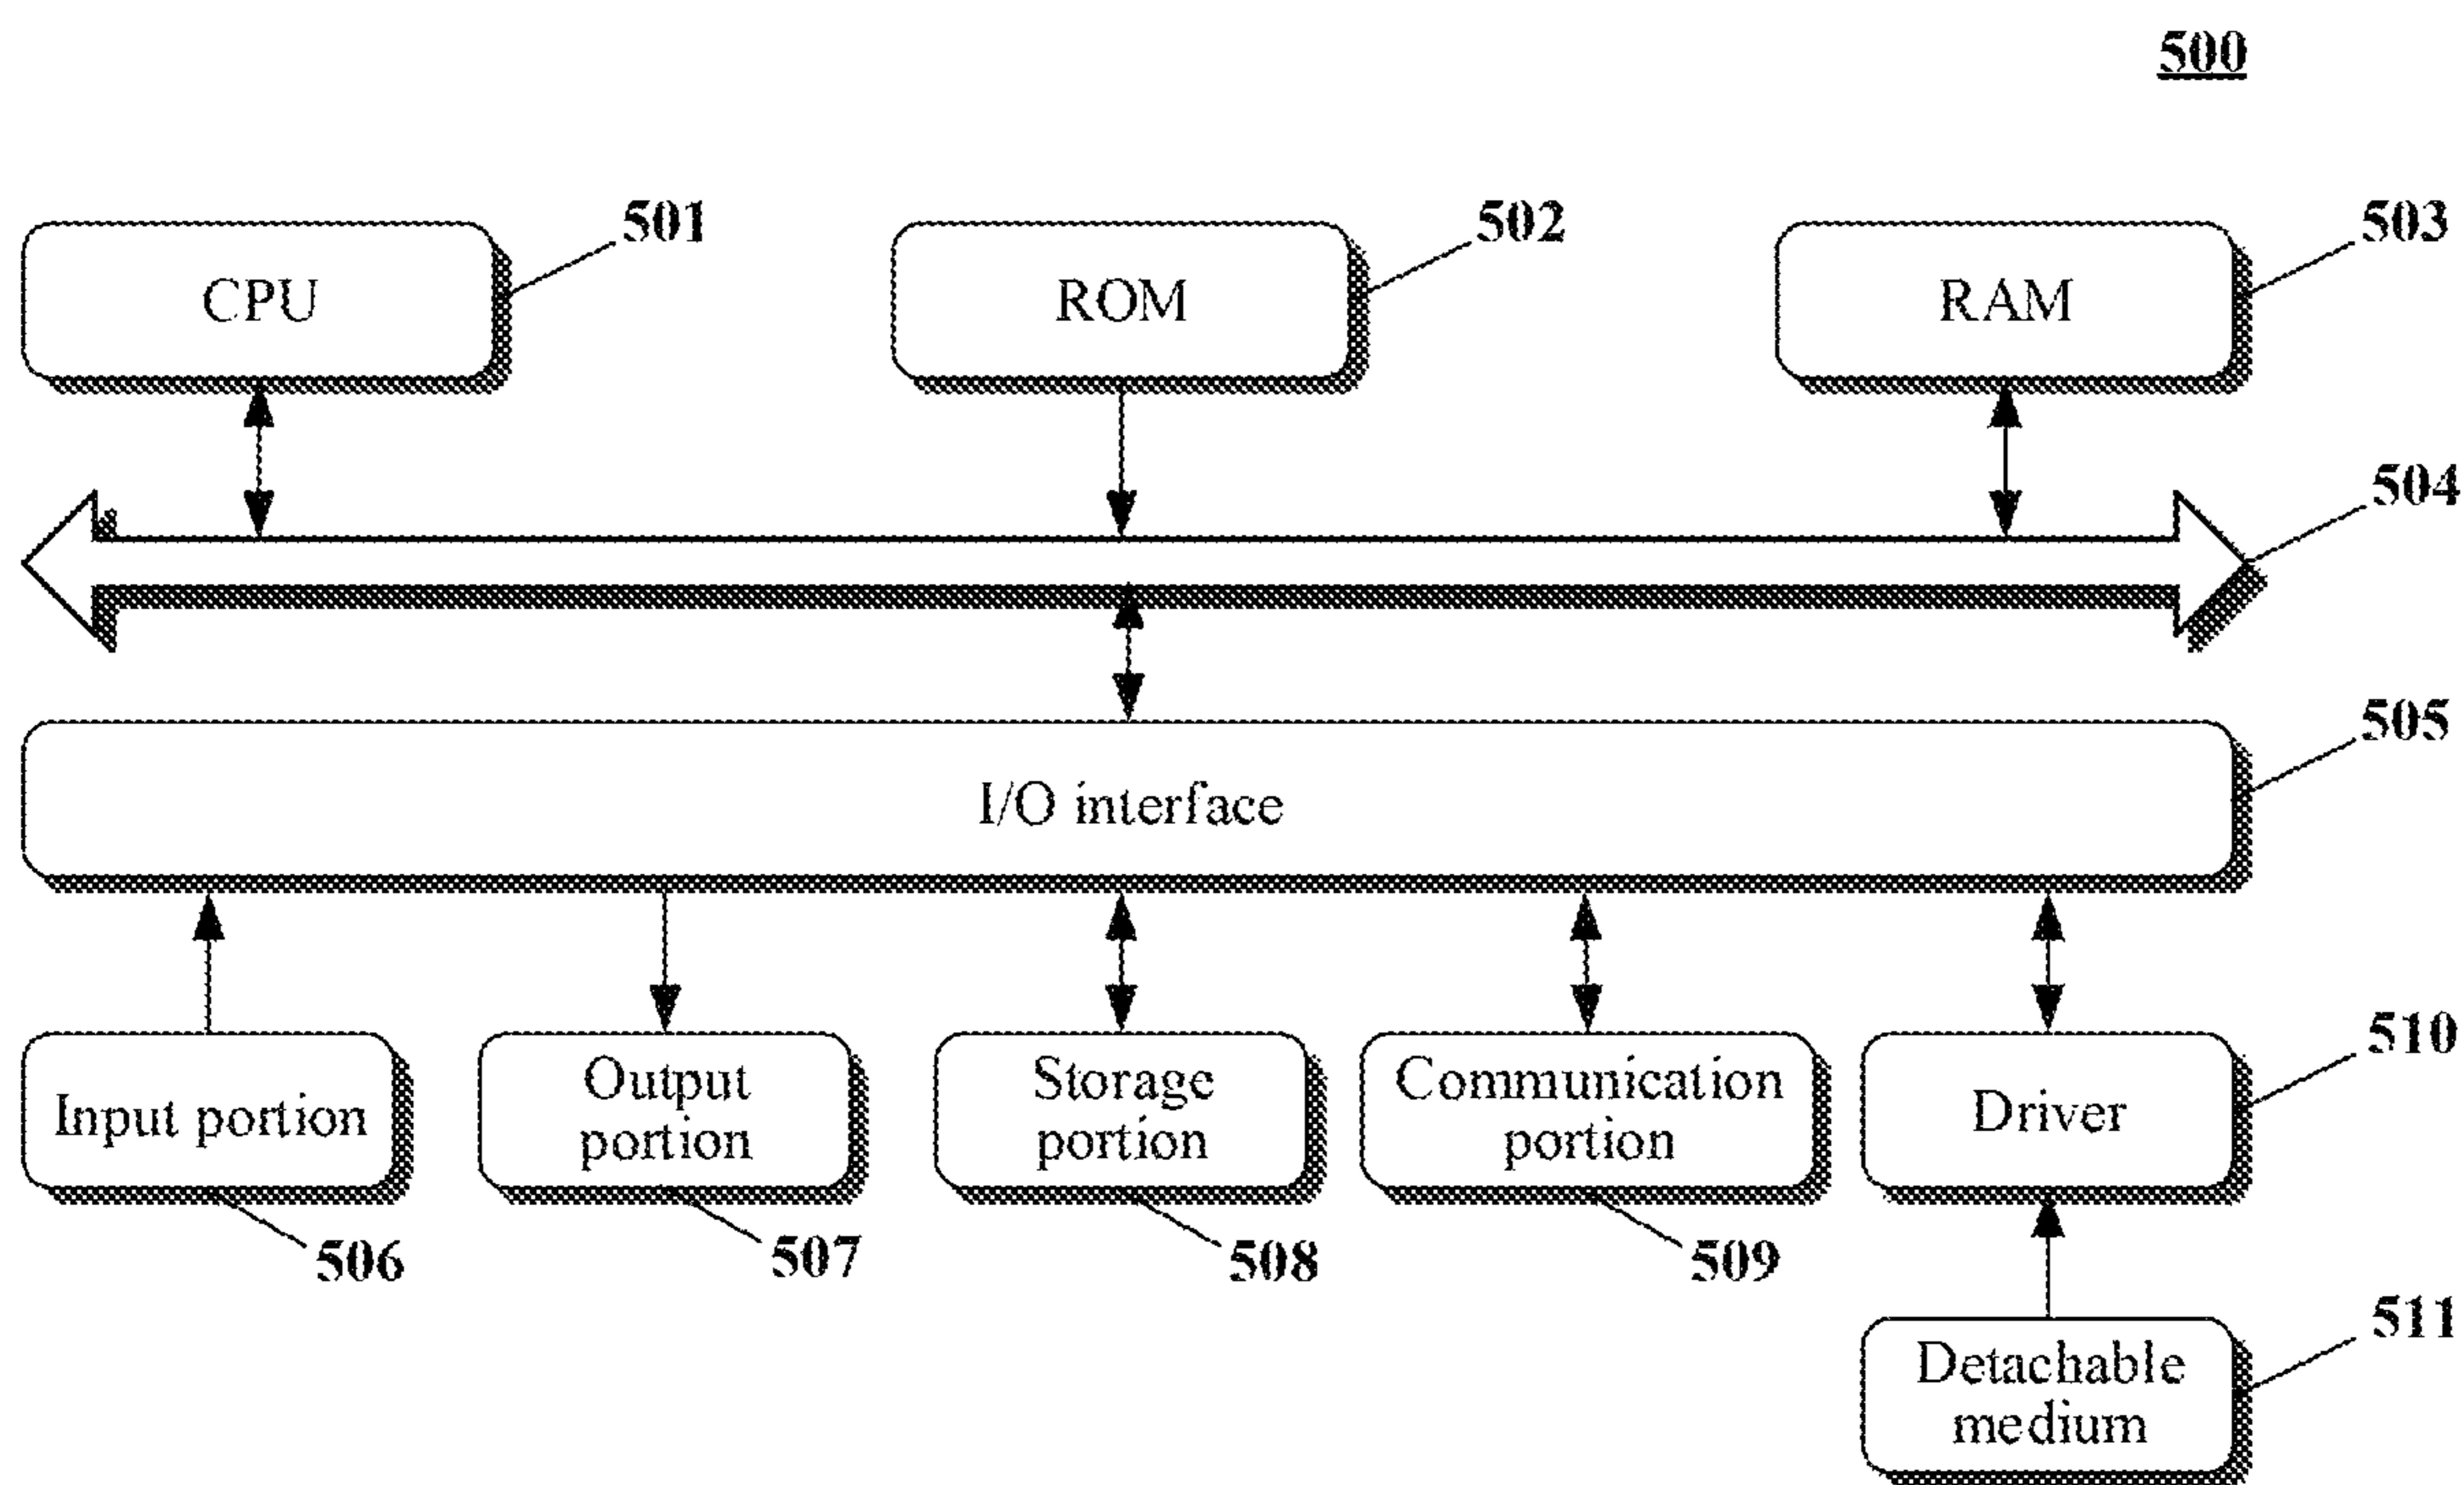 500
CPU
501
ROM
502
RAM
503
504
I/O interface
505
Input portion
506
Output
portion
507
Storage
portion
508
Communication
portion
509
Driver
510
Detachable
medium
511